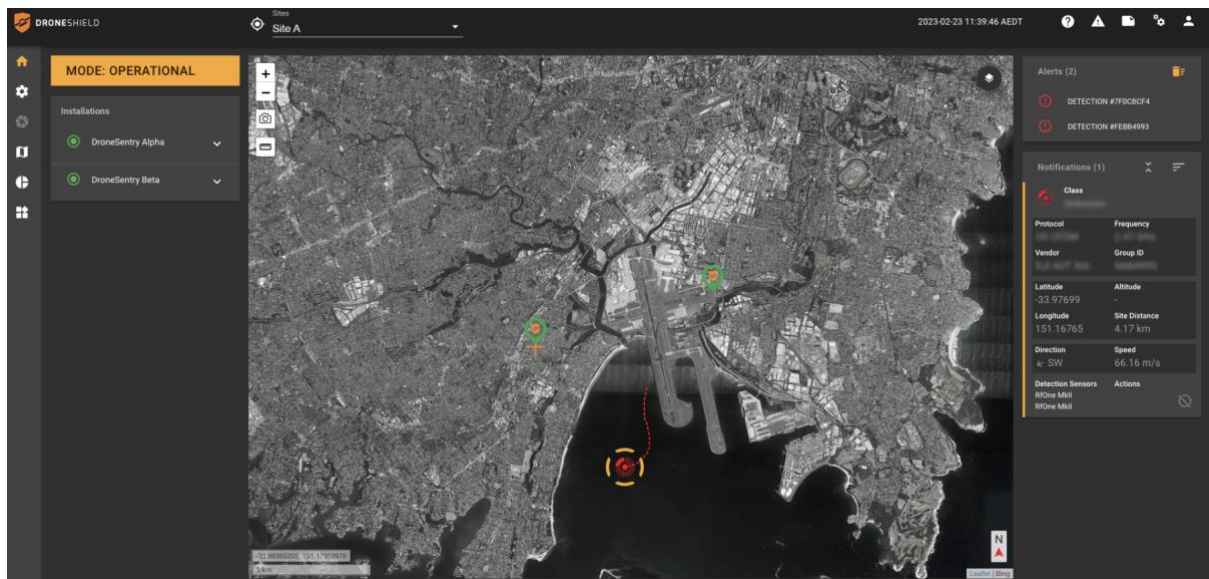 DRONESHIELD
Sites
Site A
2023-02-23 11:39:46 AEDT
MODE: OPERATIONAL
Installations
DroneSentry Alpha
DroneSentry Beta
Alerts (2)
DETECTION #7F0CBCF4
DETECTION #FEBB4993
Notifications (1)
Class
Protocol Frequency
Vendor Group ID
Latitude Altitude
-33.97699 -
Longitude Site Distance
151.16765 4.17 km
Direction Speed
SW 66.16 m/s
Detection Sensors Actions
RfOne MkII
RfOne MkII
N
3 km
Leaflet | Bing